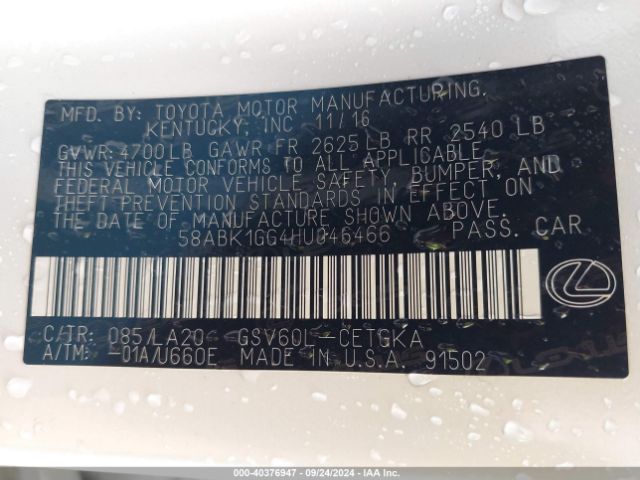 MFD. BY: TOYOTA MOTOR MANUFACTURING.
KENTUCKY, INC 11/16
GVWR: 4700LB GAWR FR 2625LB RR 2540 LB
THIS VEHICLE CONFORMS TO ALL APPLICABLE
FEDERAL MOTOR VEHICLE SAFETY, BUMPER, AND
THEFT PREVENTION STANDARDS IN EFFECT ON
THE DATE OF MANUFACTURE SHOWN ABOVE.
58ABK1GG4HU046466 PASS. CAR
C/TR: 085/LA20 GSV60L-CETGKA
A/TM: -01A/U660E MADE IN U.S.A. 91502
000-40376947 - 09/24/2024 - IAA Inc.